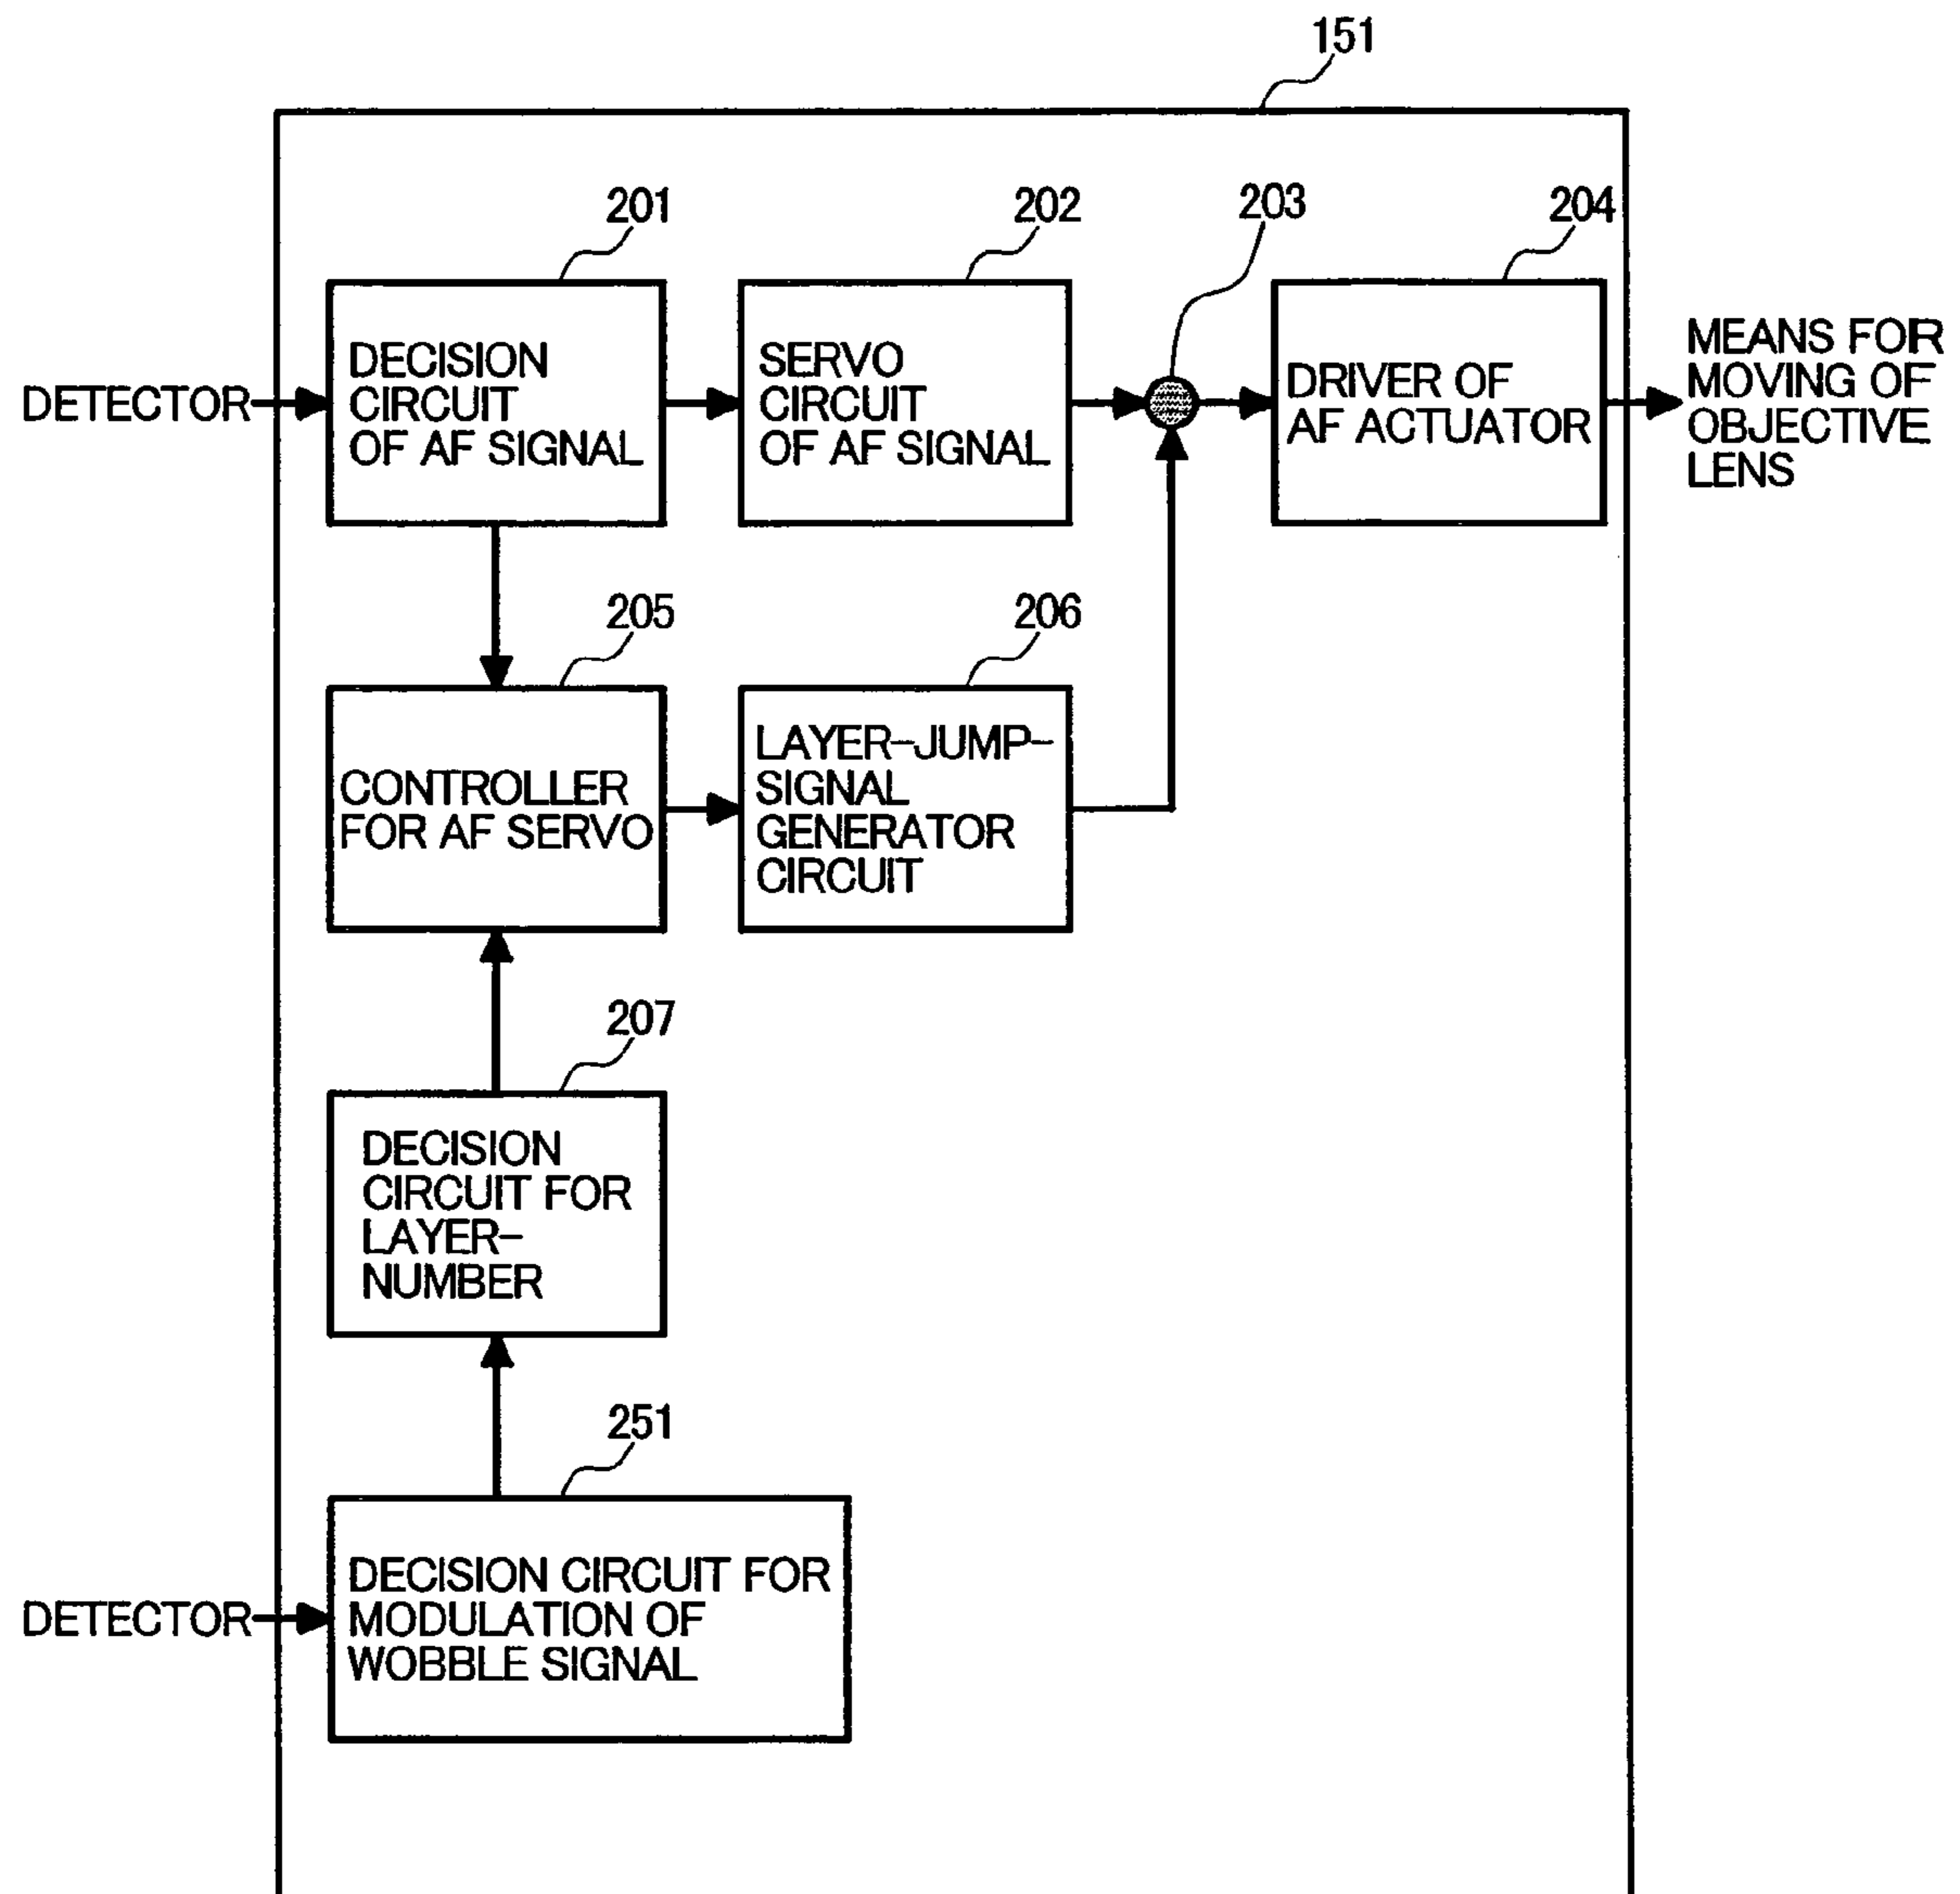 151
201
202
203
204
DECISION
CIRCUIT
OF AF SIGNAL
SERVO
CIRCUIT
OF AF SIGNAL
DRIVER OF
AF ACTUATOR
DETECTOR
MEANS FOR
MOVING OF
OBJECTIVE
LENS
205
206
CONTROLLER
FOR AF SERVO
LAYER-JUMP-
SIGNAL
GENERATOR
CIRCUIT
207
DECISION
CIRCUIT FOR
LAYER-
NUMBER
251
DETECTOR
DECISION CIRCUIT FOR
MODULATION OF
WOBBLE SIGNAL